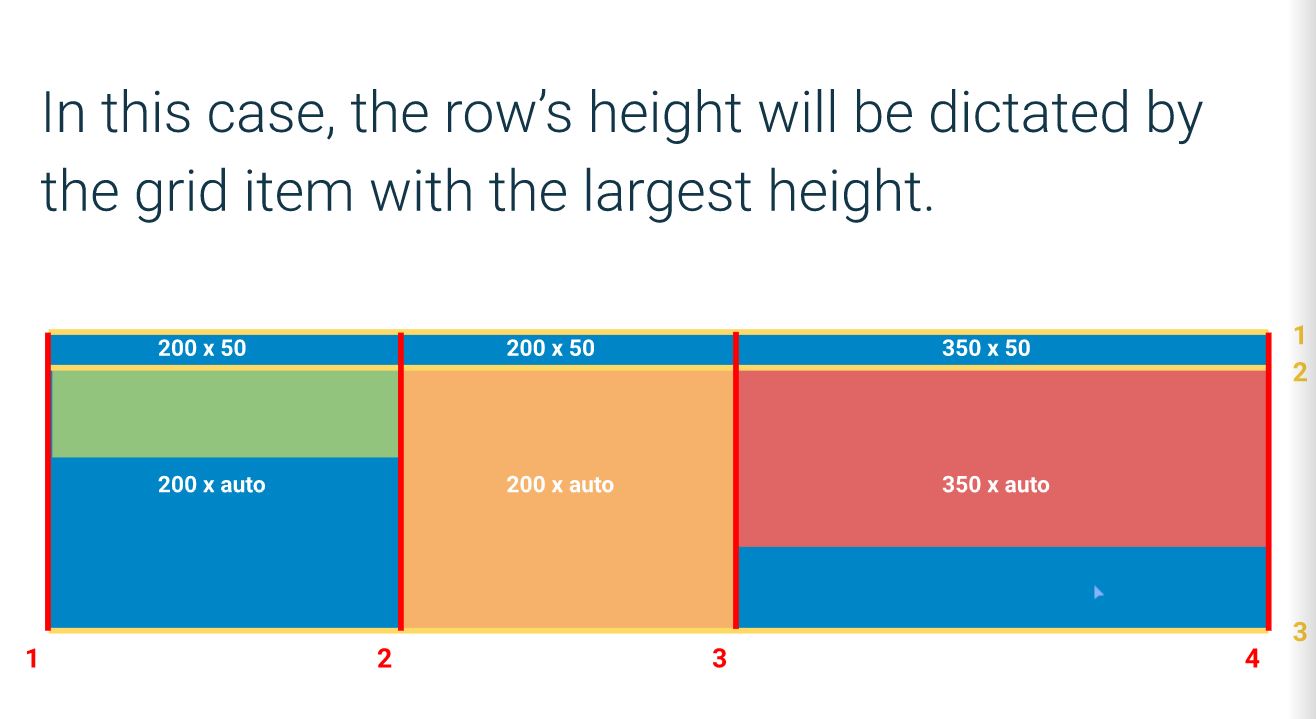 In this case, the row’s height will be dictated by
the grid item with the largest height.
200 x 50 200 x 50 350 x 50 1
2
200 x auto 200 x auto 350 x auto
3
1 2 3 4